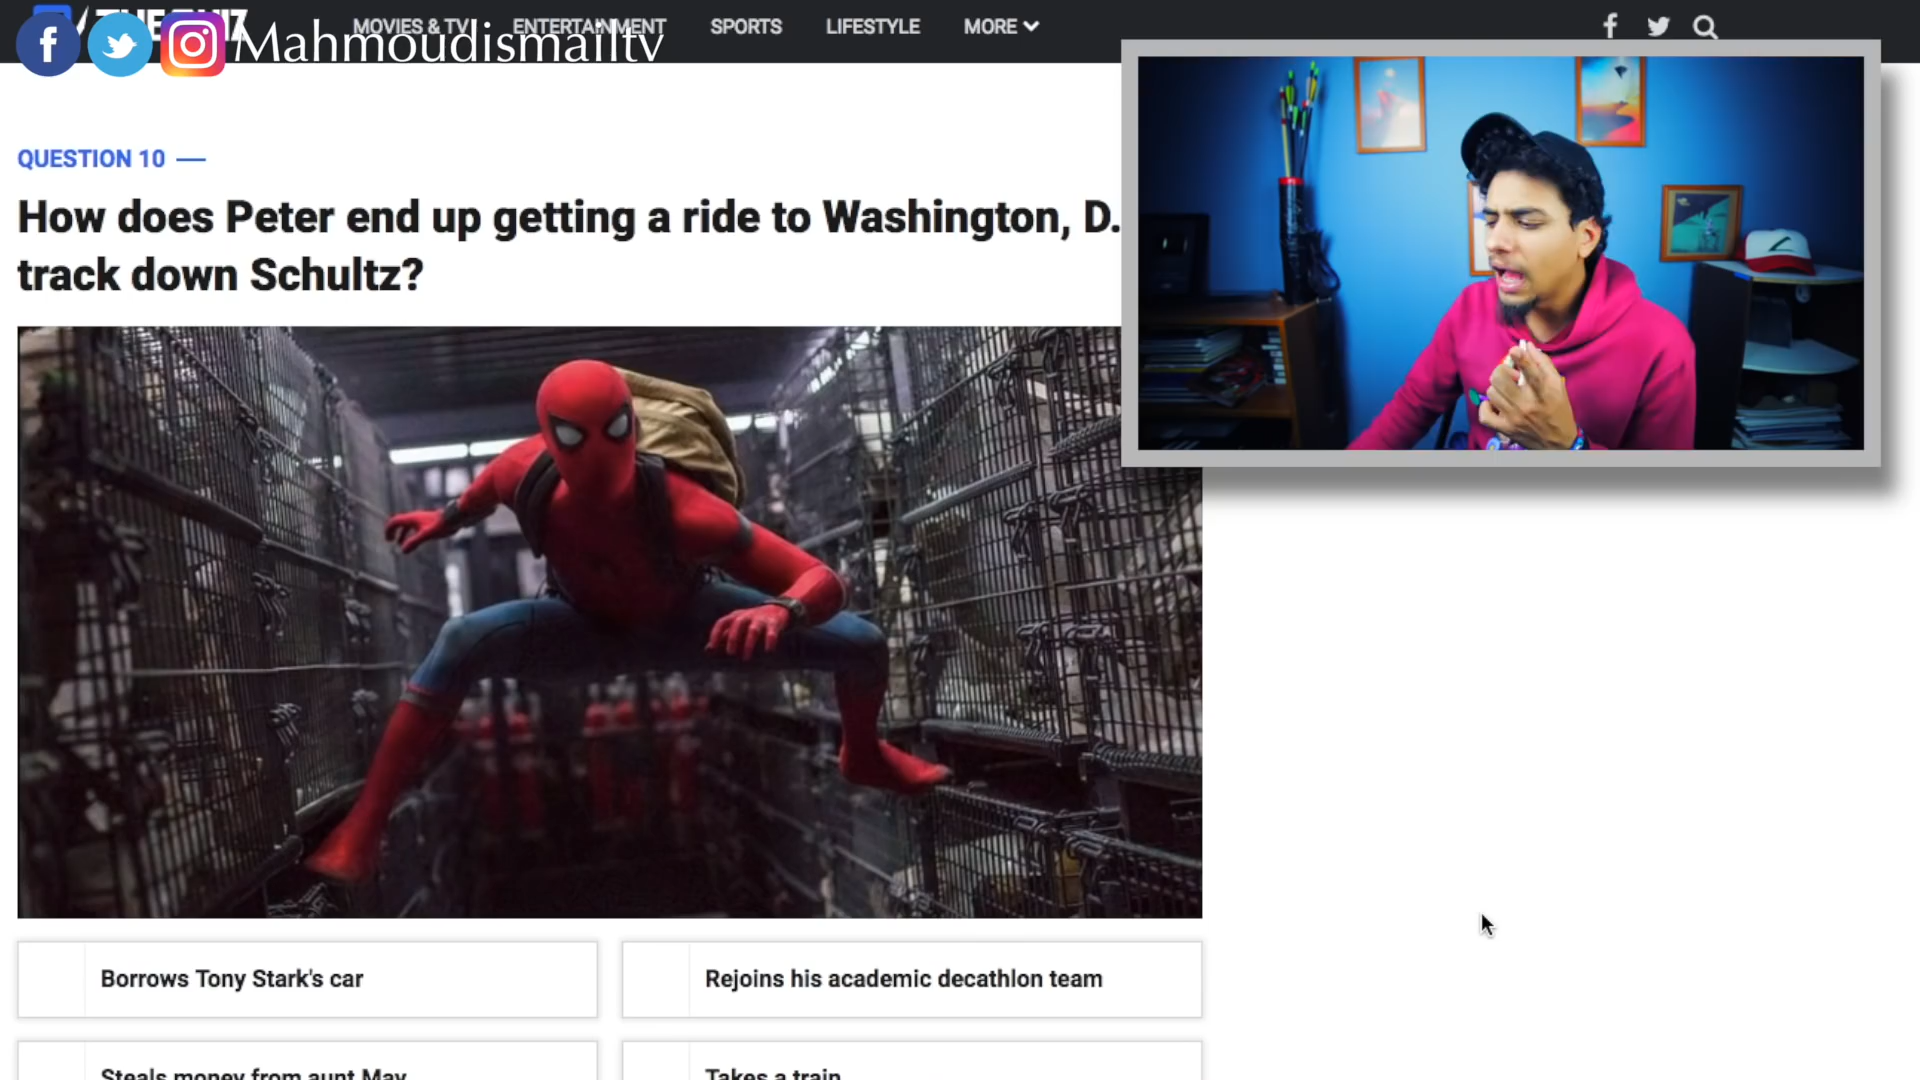 MOVIES & TV ENTERTAINMENT SPORTS LIFESTYLE MORE
Mahmoudismailtv
QUESTION 10
How does Peter end up getting a ride to Washington, D.
track down Schultz?
Borrows Tony Stark's car
Rejoins his academic decathlon team
Steals money from aunt May
Takes a train